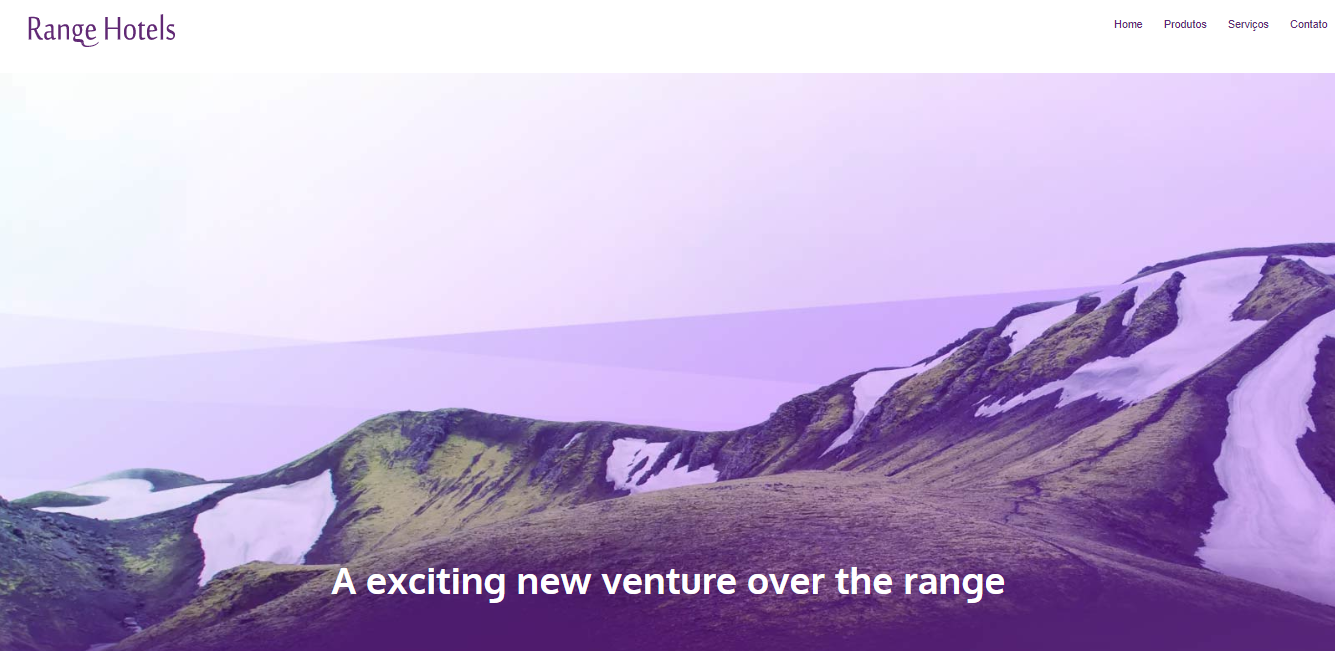 Range Hotels
Home Produtos Serviços Contato
A exciting new venture over the range